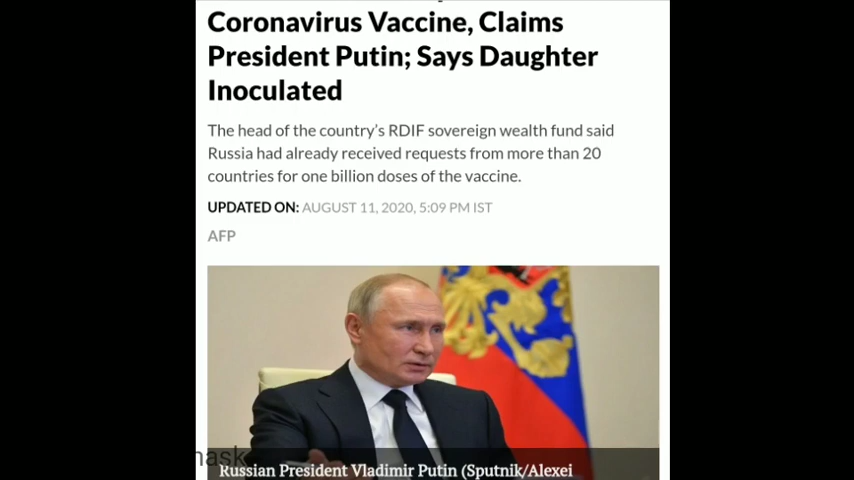 Coronavirus Vaccine, Claims
President Putin; Says Daughter
Inoculated
The head of the country's RDIF sovereign wealth fund said
Russia had already received requests from more than 20
countries for one billion doses of the vaccine.
UPDATED ON: AUGUST 11, 2020, 5:09 PM IST
AFP
mask
Russian President Vladimir Putin (Sputnik/Alexei